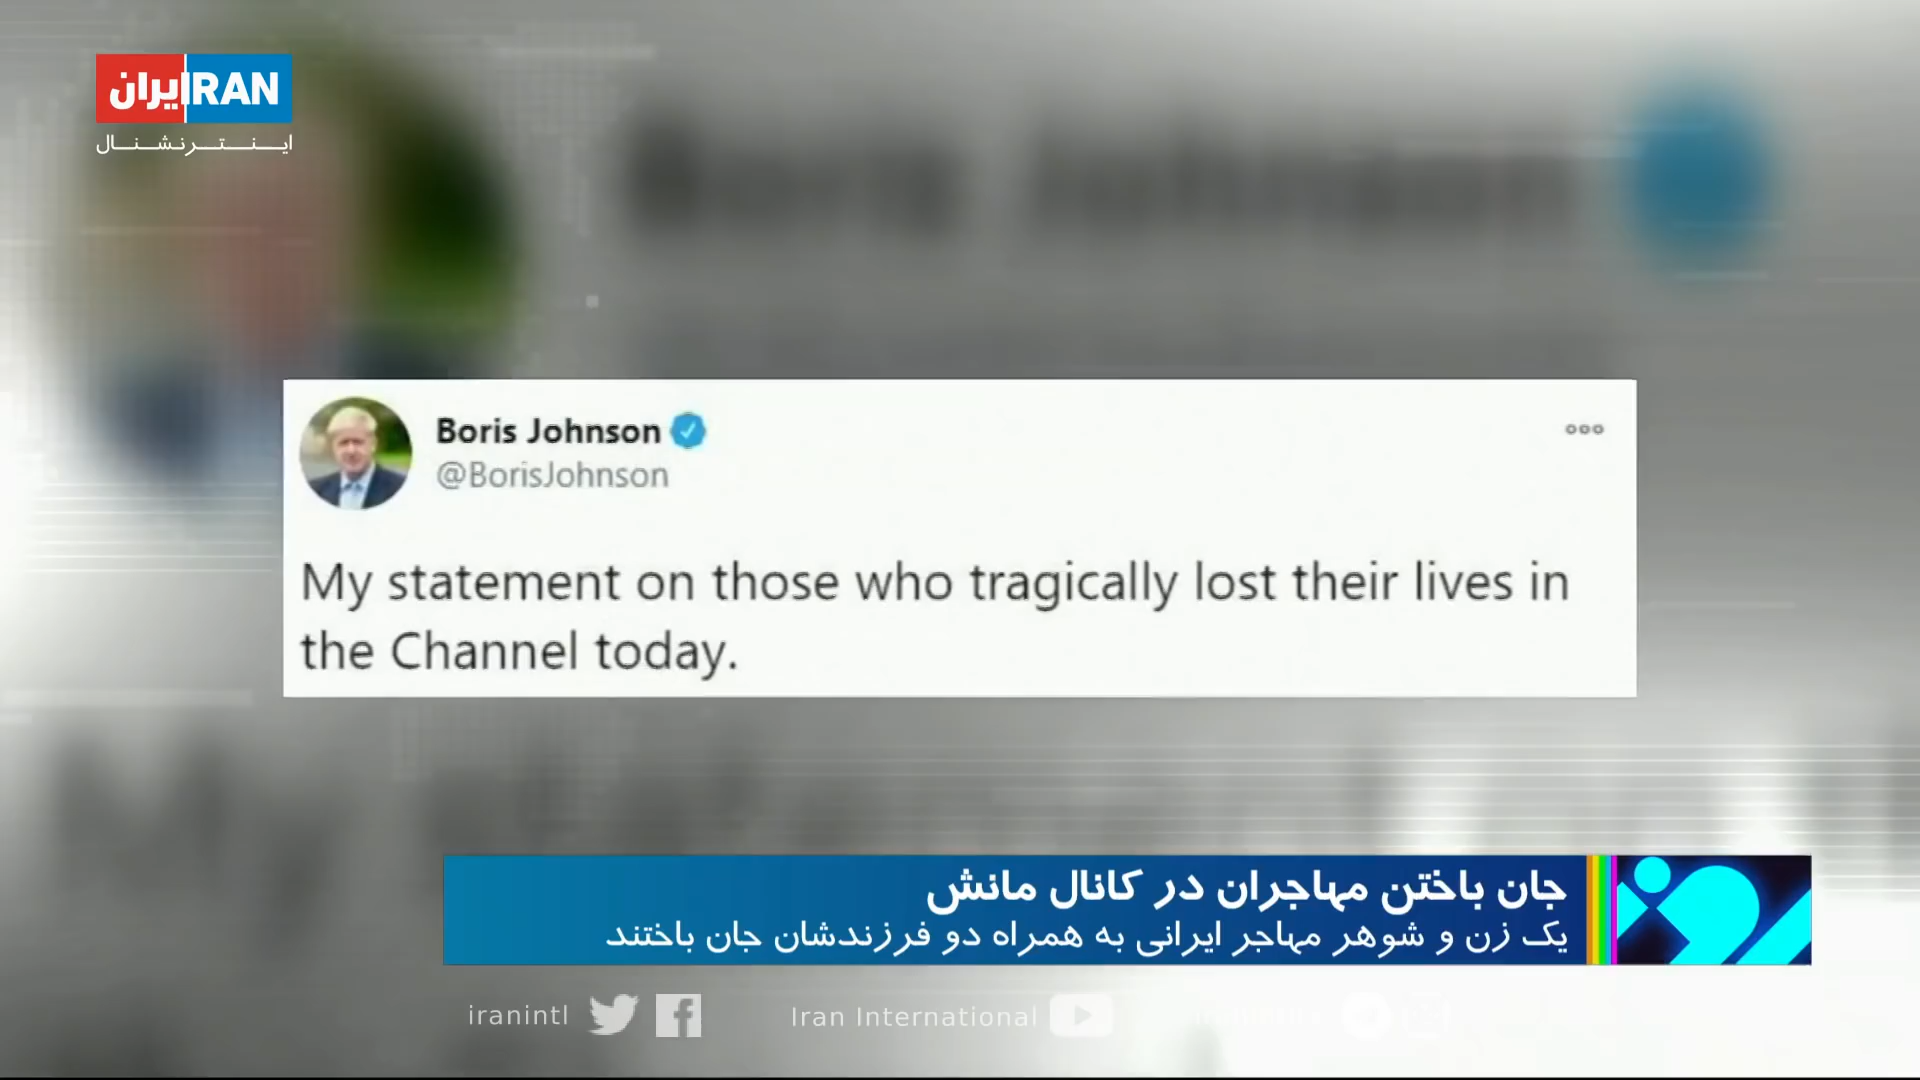 ایران IRAN
اینترنشنال
Boris Johnson
@BorisJohnson
My statement on those who tragically lost their lives in
the Channel today.
جان باختن مهاجران در کانال مانش
یک زن و شوهر مهاجر ایرانی به همراه دو فرزندشان جان باختند
iranintl
Iran International